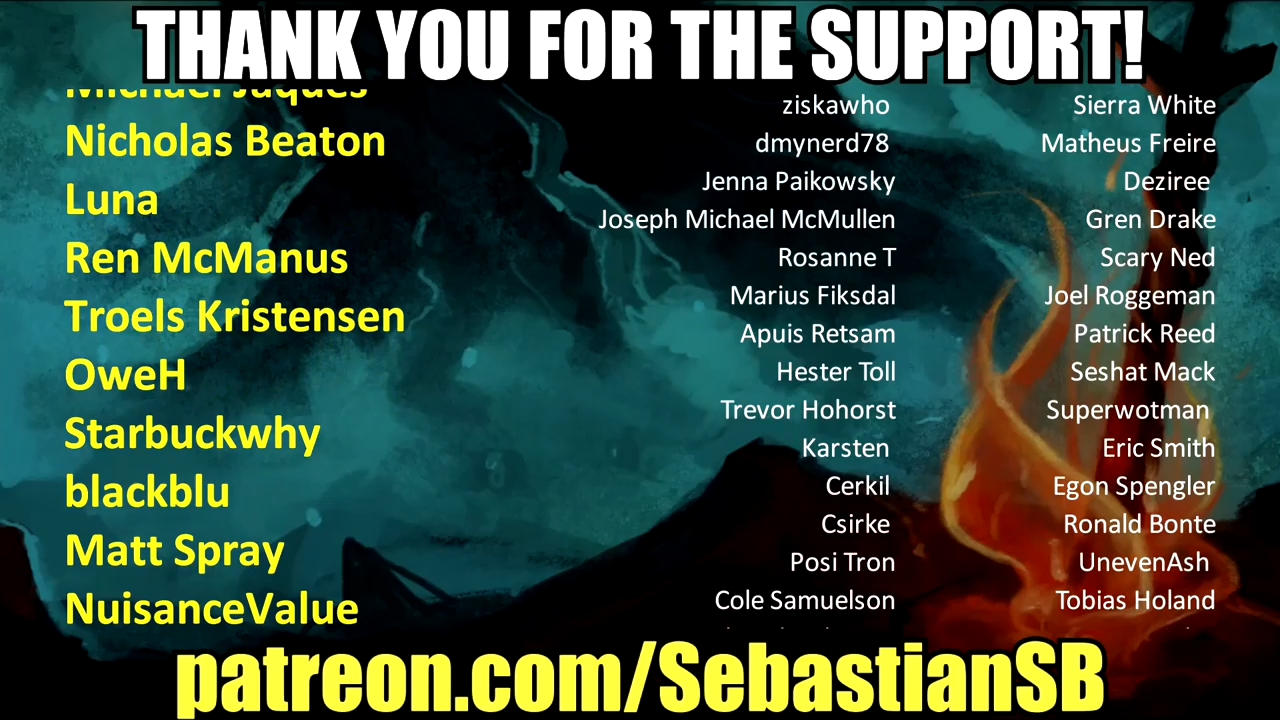 THANK YOU FOR THE SUPPORT!
Michael Jaques
Nicholas Beaton
Luna
Ren McManus
Troels Kristensen
OweH
Starbuckwhy
blackblu
Matt Spray
NuisanceValue
ziskawho
dmynerd78
Jenna Paikowsky
Joseph Michael McMullen
Rosanne T
Marius Fiksdal
Apuis Retsam
Hester Toll
Trevor Hohorst
Karsten
Cerkil
Csirke
Posi Tron
Cole Samuelson
Sierra White
Matheus Freire
Deziree
Gren Drake
Scary Ned
Joel Roggeman
Patrick Reed
Seshat Mack
Superwotman
Eric Smith
Egon Spengler
Ronald Bonte
UnevenAsh
Tobias Holand
patreon.com/SebastianSB